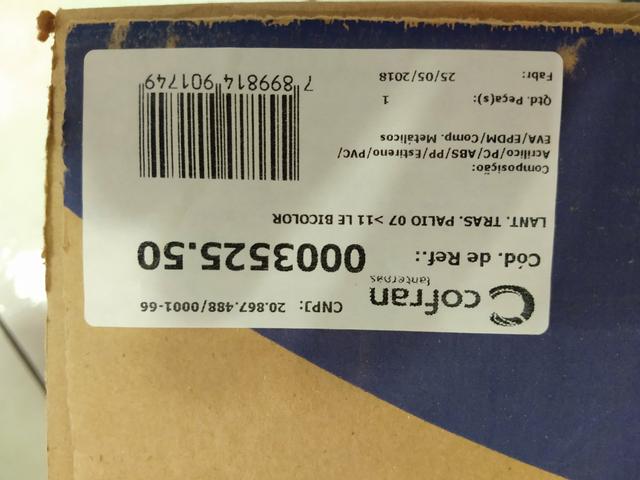 cofran
lanternas
CNPJ: 20.867.488/0001-66
Cód. de Ref.: 0003525.50
LANT. TRAS. PALIO 07 >11 LE BICOLOR
Composição:
Acrílico/PC/ABS/PP/Estireno/PVC/
EVA/EPDM/Comp. Metálicos
Qtd. Peça(s): 1
Fabr: 25/05/2018
7 899814 901749